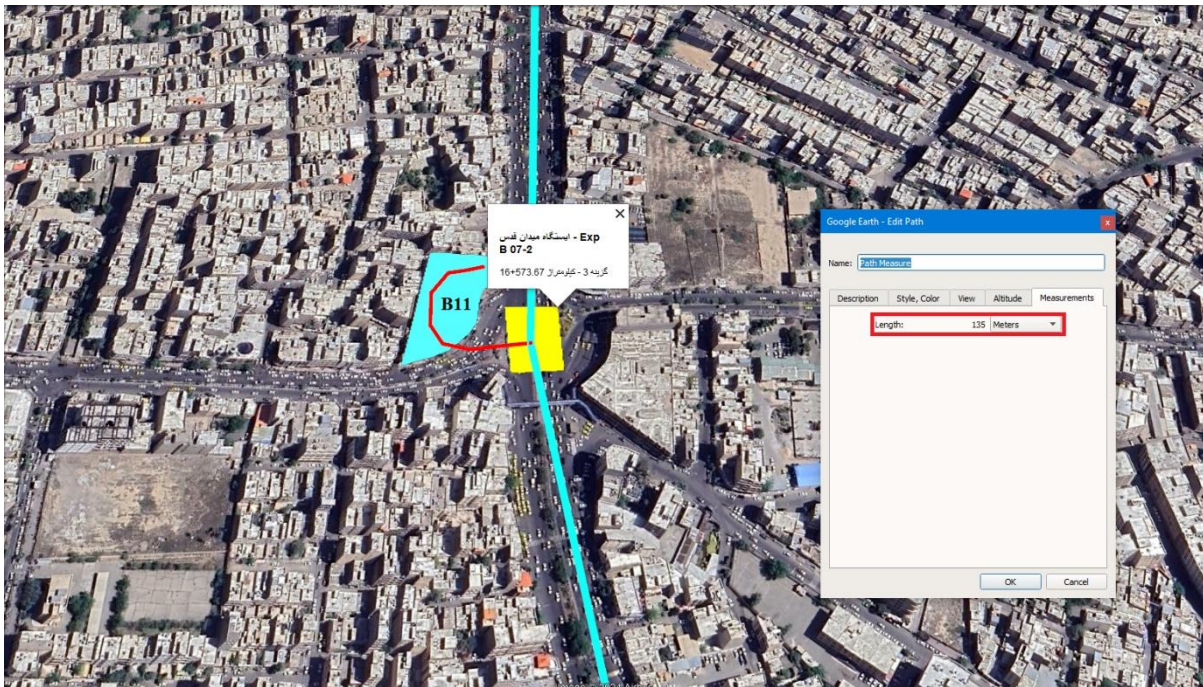 Exp - ایستگاه میدان قدس
B 07-2
گزینه 3 - کیلومتراژ 16+573.67
B11
Google Earth - Edit Path
Name: Path Measure
Description Style, Color View Altitude Measurements
Length: 135 Meters
OK Cancel